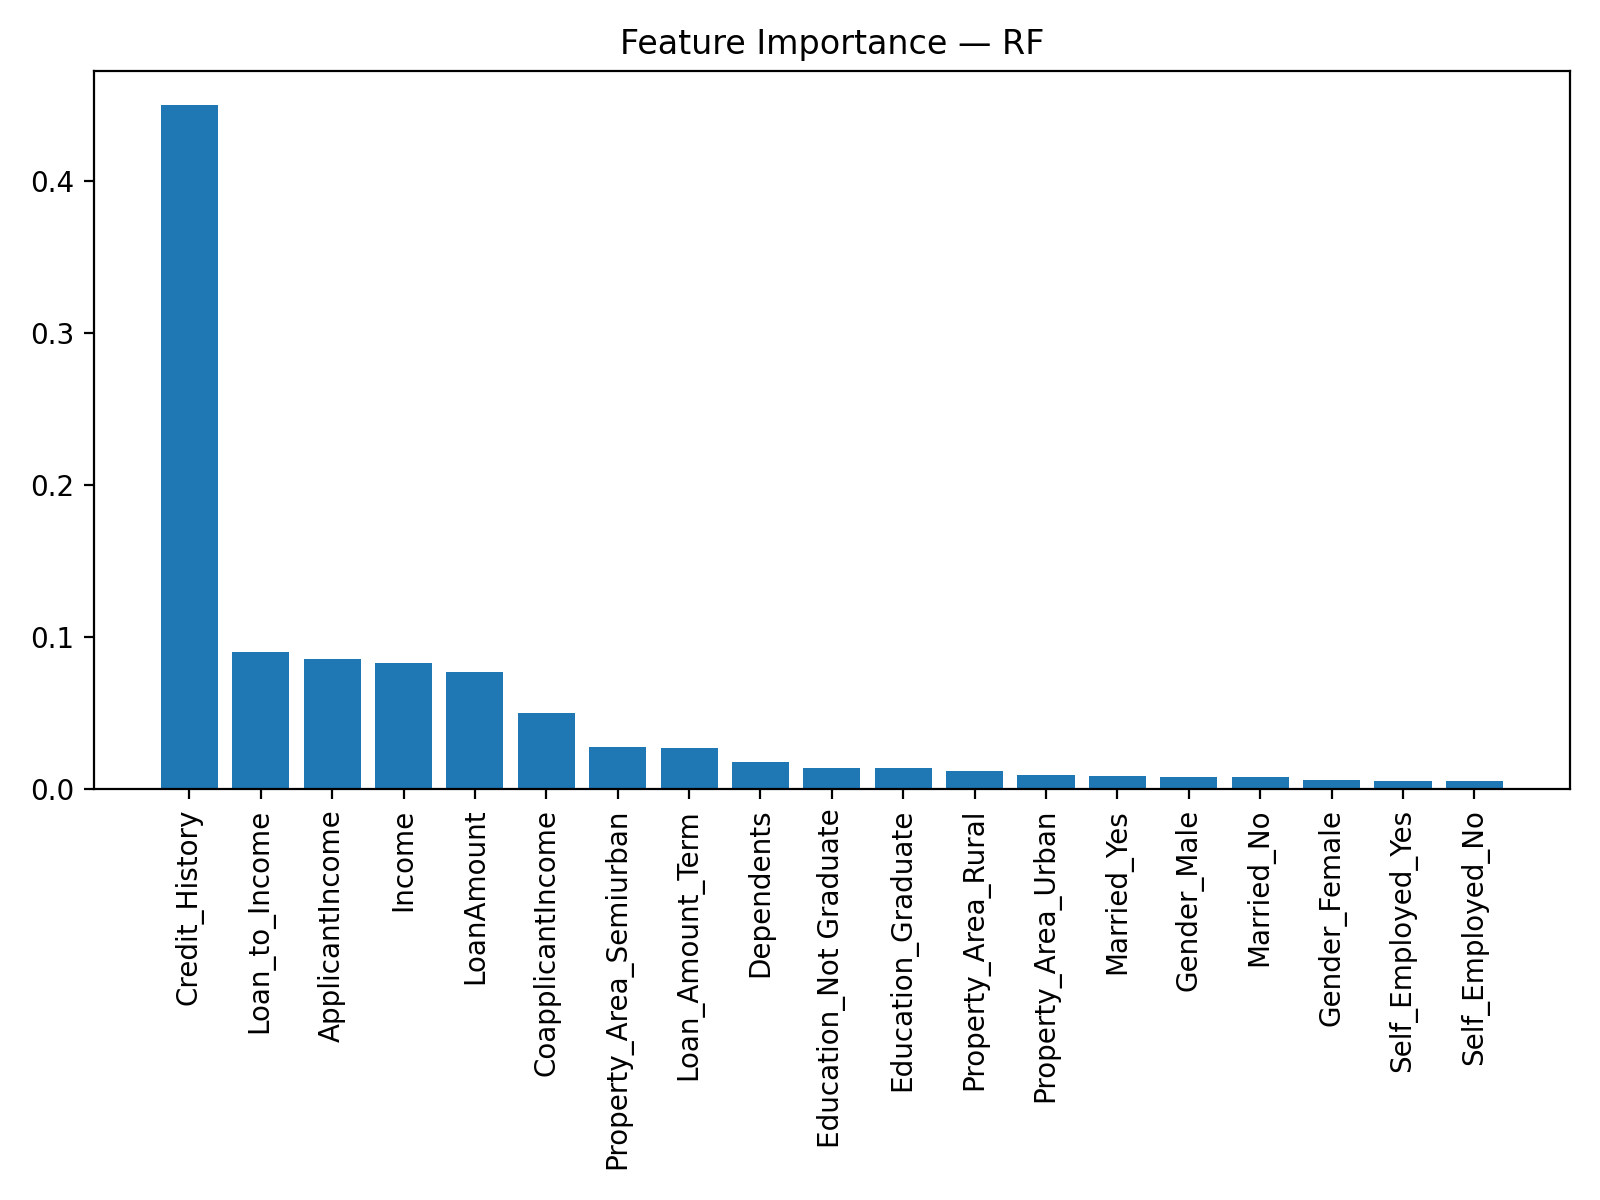 Feature Importance — RF
0.4
0.3
0.2
0.1
0.0
Credit_History
Loan_to_Income
ApplicantIncome
Income
LoanAmount
CoapplicantIncome
Property_Area_Semiurban
Loan_Amount_Term
Dependents
Education_Not Graduate
Education_Graduate
Property_Area_Rural
Property_Area_Urban
Married_Yes
Gender_Male
Married_No
Gender_Female
Self_Employed_Yes
Self_Employed_No